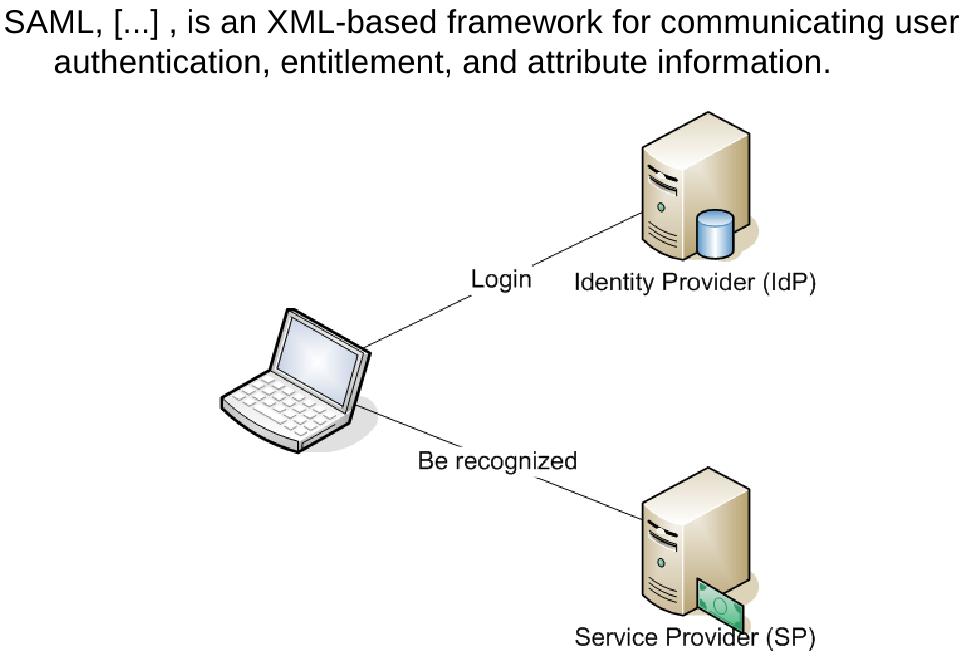 SAML, [...] , is an XML-based framework for communicating user
authentication, entitlement, and attribute information.
Login
Identity Provider (IdP)
Be recognized
Service Provider (SP)